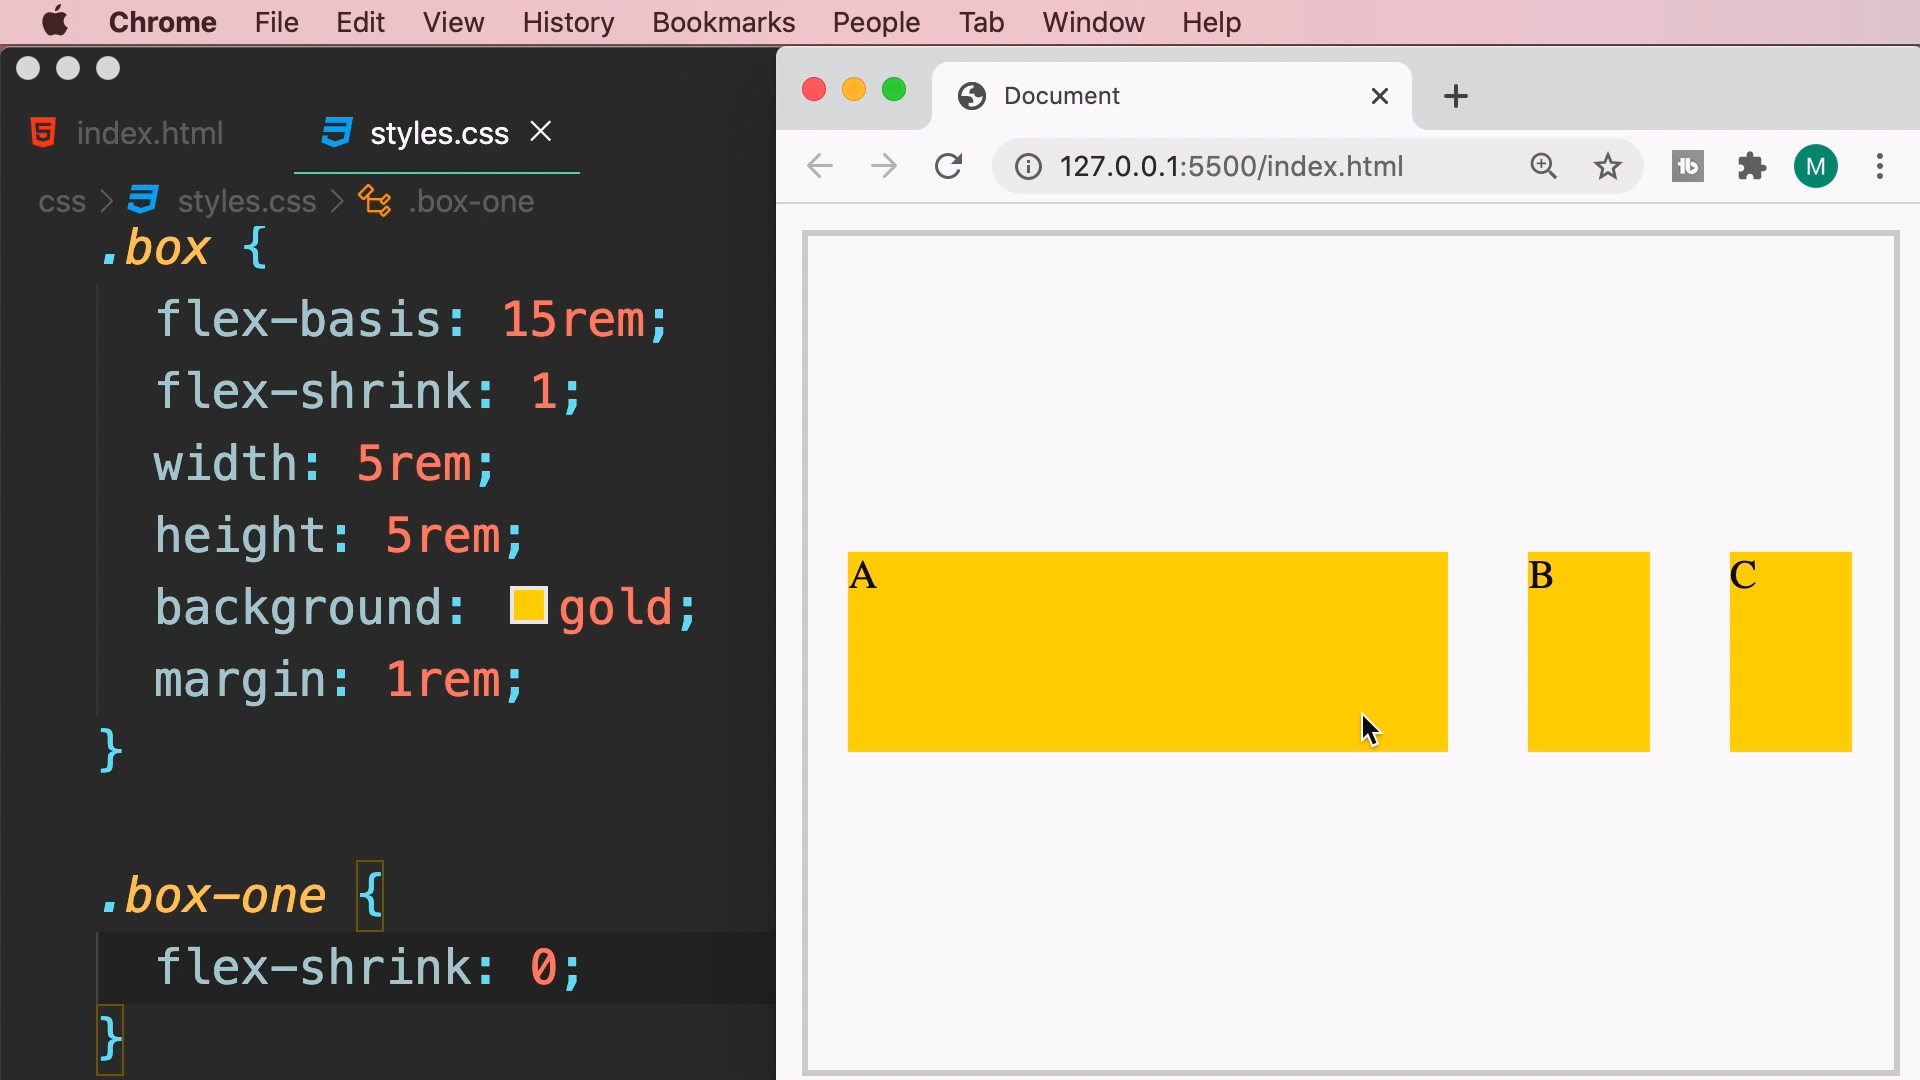 Chrome File Edit View History Bookmarks People Tab Window Help
index.html styles.css
css > styles.css > .box-one
.box {
flex-basis: 15rem;
flex-shrink: 1;
width: 5rem;
height: 5rem;
background: gold;
margin: 1rem;
}
.box-one {
flex-shrink: 0;
}
Document
127.0.0.1:5500/index.html
tb
M
A
B
C